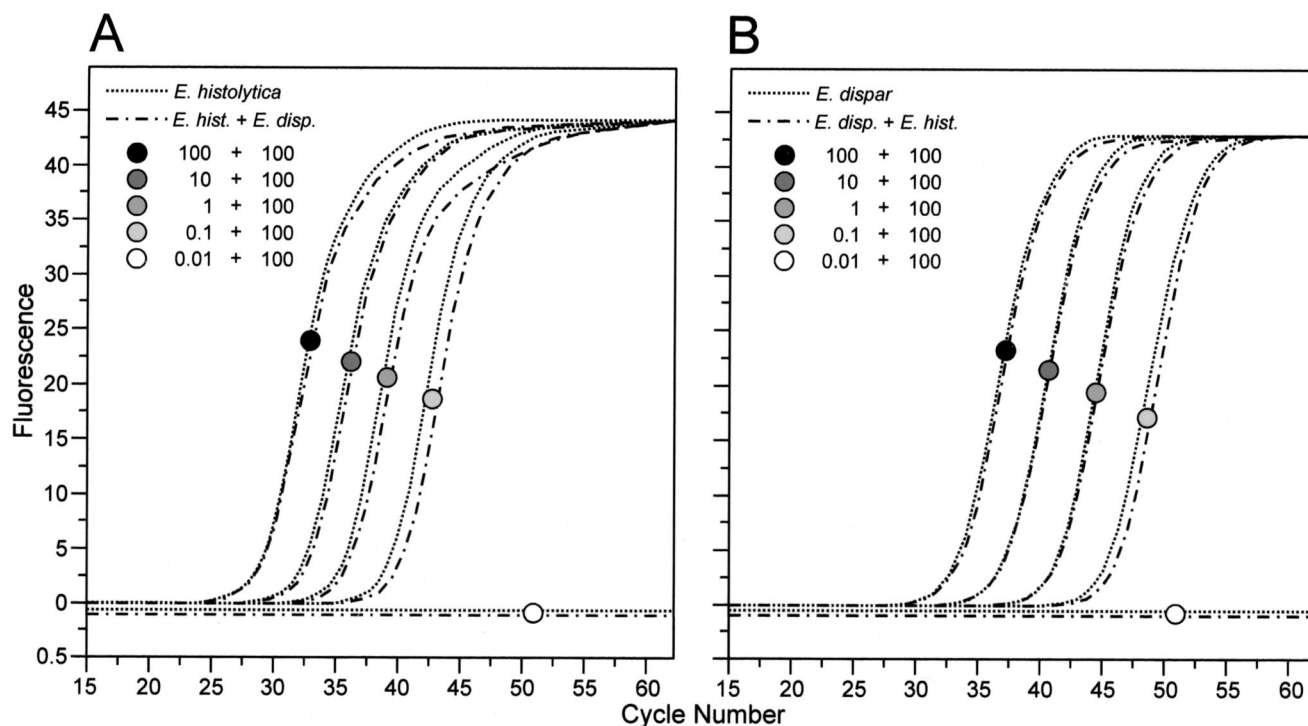 A
E. histolytica
E. hist. + E. disp.
100 + 100
10 + 100
1 + 100
0.1 + 100
0.01 + 100
45
40
35
30
25
20
15
10
5
0
0.5
Fluorescence
15 20 25 30 35 40 45 50 55 60
B
E. dispar
E. disp. + E. hist.
100 + 100
10 + 100
1 + 100
0.1 + 100
0.01 + 100
15 20 25 30 35 40 45 50 55 60
Cycle Number